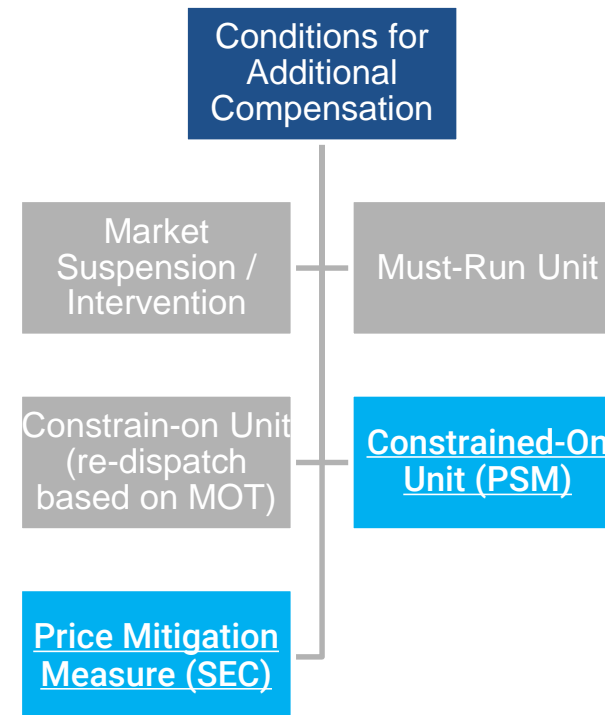 Conditions for
Additional
Compensation
Market
Suspension /
Intervention
Must-Run Unit
Constrain-on Unit
(re-dispatch
based on MOT)
Constrained-On
Unit (PSM)
Price Mitigation
Measure (SEC)